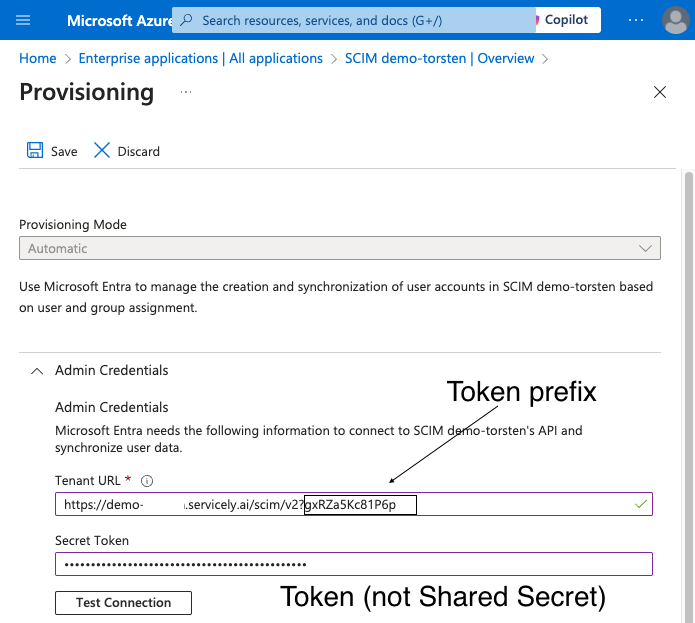 Microsoft Azure
Search resources, services, and docs (G+/)
Copilot
...
Home > Enterprise applications | All applications > SCIM demo-torsten | Overview >
Provisioning ...
Save Discard
Provisioning Mode
Automatic
Use Microsoft Entra to manage the creation and synchronization of user accounts in SCIM demo-torsten based
on user and group assignment.
Admin Credentials
Token prefix
Admin Credentials
Microsoft Entra needs the following information to connect to SCIM demo-torsten's API and
synchronize user data.
Tenant URL *
https://demo- .servicely.ai/scim/v2?gxRZa5Kc81P6p
Secret Token
••••••••••••••••••••••••••••••••••••••••••••••
Test Connection
Token (not Shared Secret)